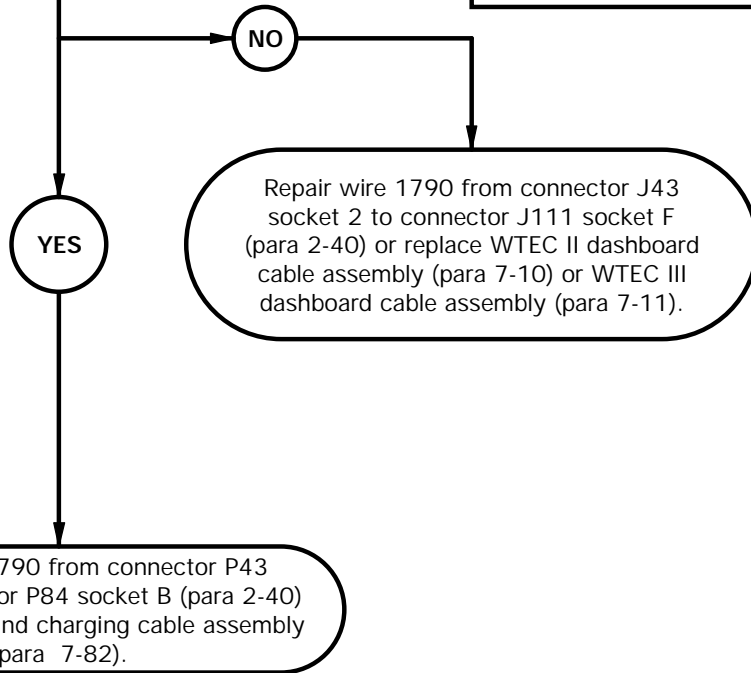 NO
Repair wire 1790 from connector J43
socket 2 to connector J111 socket F
(para 2-40) or replace WTEC II dashboard
cable assembly (para 7-10) or WTEC III
dashboard cable assembly (para 7-11).
YES
790 from connector P43
or P84 socket B (para 2-40)
nd charging cable assembly
para 7-82).